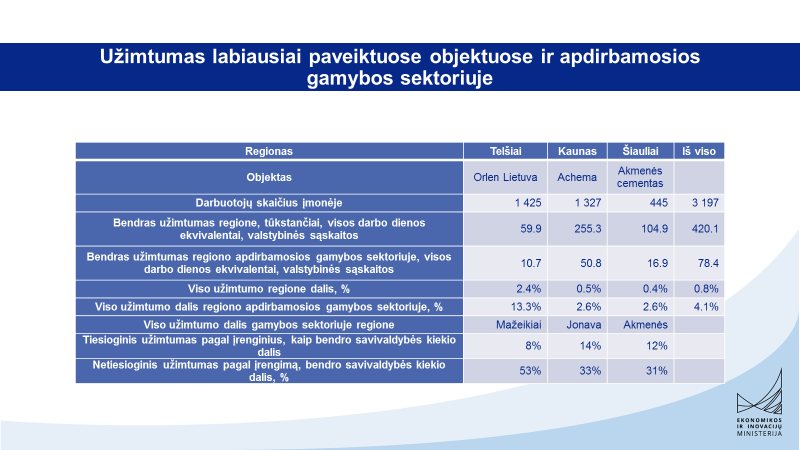 Užimtumas labiausiai paveiktuose objektuose ir apdirbamosios
gamybos sektoriuje
Regionas Telšiai Kaunas Šiauliai Iš viso
Objektas Orlen Lietuva Achema Akmenės
cementas
Darbuotojų skaičius įmonėje 1 425 1 327 445 3 197
Bendras užimtumas regione, tūkstančiai, visos darbo dienos
ekvivalentai, valstybinės sąskaitos 59.9 255.3 104.9 420.1
Bendras užimtumas regiono apdirbamosios gamybos sektoriuje, visos
darbo dienos ekvivalentai, valstybinės sąskaitos 10.7 50.8 16.9 78.4
Viso užimtumo regione dalis, % 2.4% 0.5% 0.4% 0.8%
Viso užimtumo dalis regiono apdirbamosios gamybos sektoriuje, % 13.3% 2.6% 2.6% 4.1%
Viso užimtumo dalis gamybos sektoriuje regione Mažeikiai Jonava Akmenės
Tiesioginis užimtumas pagal įrenginius, kaip bendro savivaldybės kiekio
dalis 8% 14% 12%
Netiesioginis užimtumas pagal įrengimą, bendro savivaldybės kiekio
dalis, % 53% 33% 31%
EKONOMIKOS
IR INOVACIJŲ
MINISTERIJA